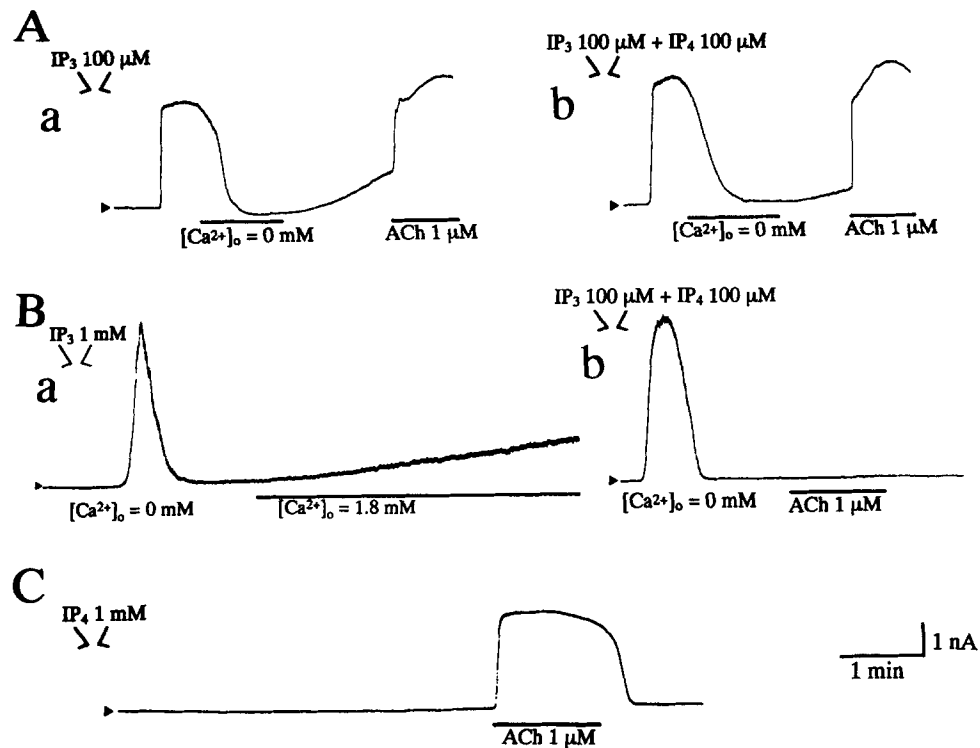 A
IP₃ 100 μM
a
[Ca²⁺]ₒ = 0 mM
ACh 1 μM
IP₃ 100 μM + IP₄ 100 μM
b
[Ca²⁺]ₒ = 0 mM
ACh 1 μM
B
IP₃ 1 mM
a
[Ca²⁺]ₒ = 0 mM
[Ca²⁺]ₒ = 1.8 mM
IP₃ 100 μM + IP₄ 100 μM
b
[Ca²⁺]ₒ = 0 mM
ACh 1 μM
C
IP₄ 1 mM
ACh 1 μM
1 nA
1 min